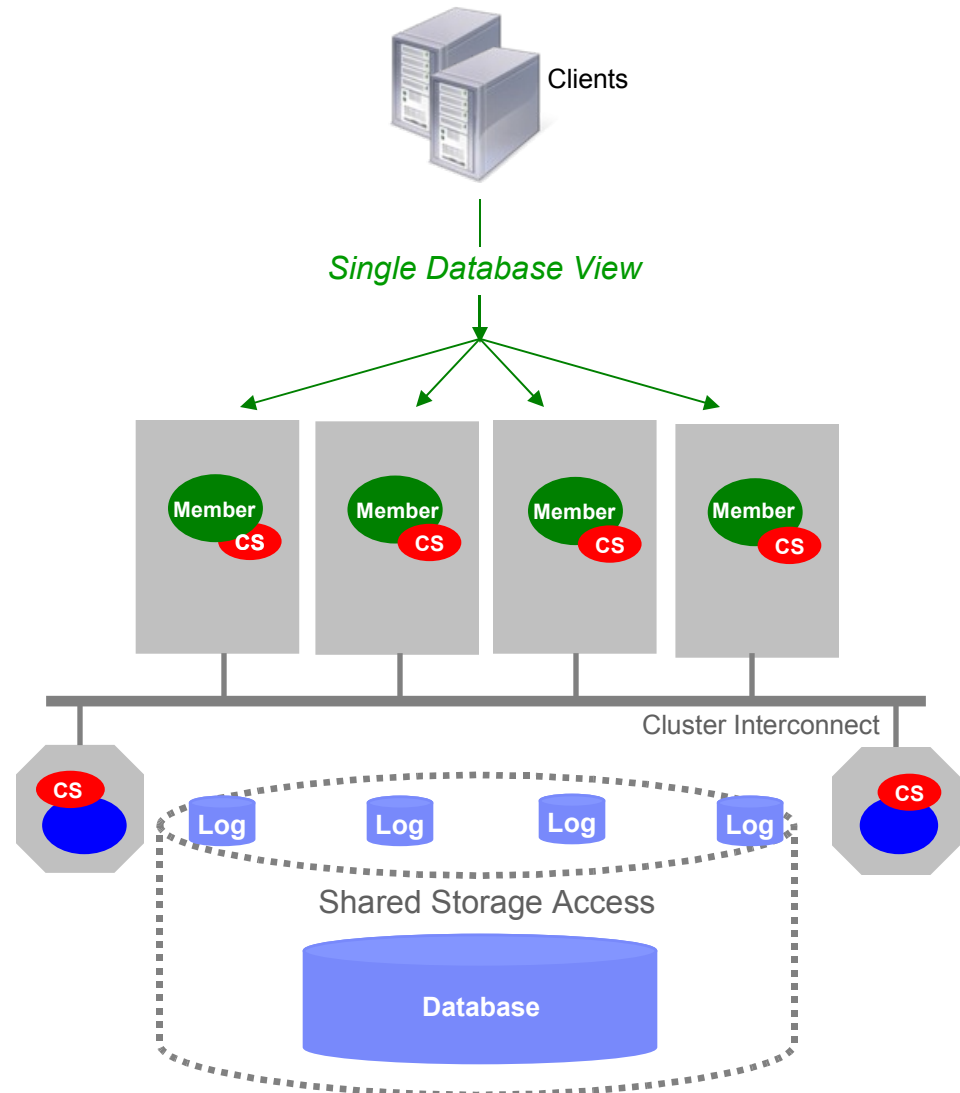 Clients
Single Database View
Member
CS
Member
CS
Member
CS
Member
CS
Cluster Interconnect
CS
CS
Log
Log
Log
Log
Shared Storage Access
Database